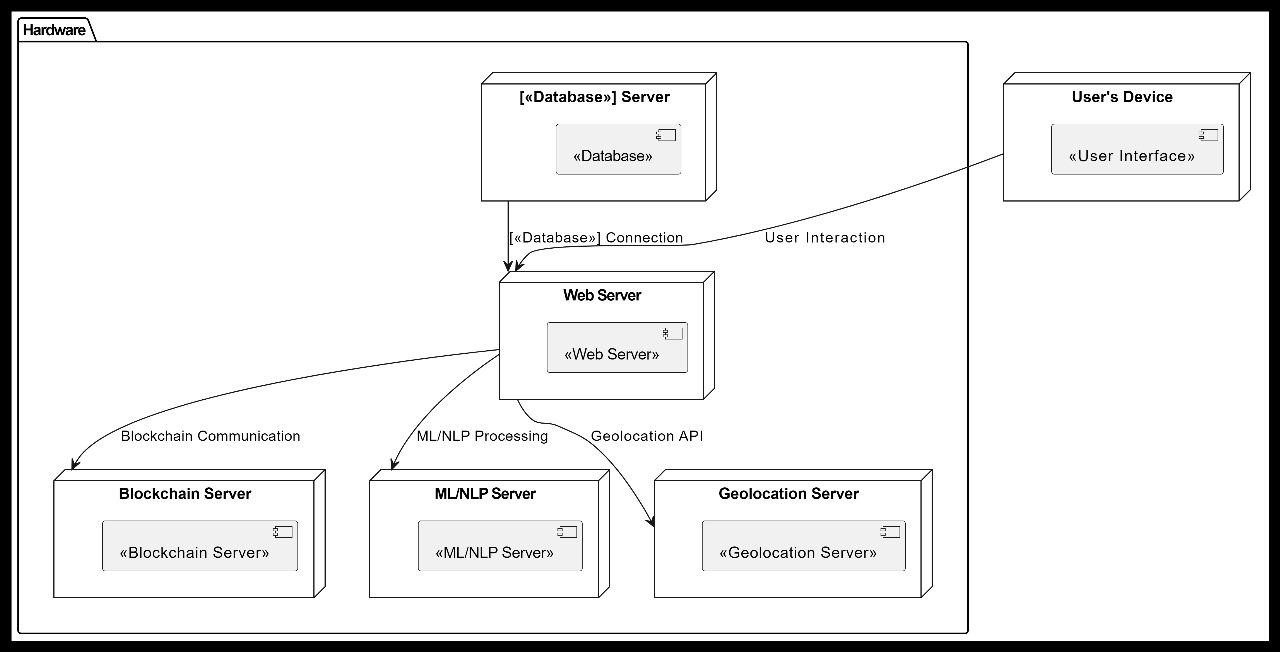 Hardware
[«Database»] Server
«Database»
User's Device
«User Interface»
[«Database»] Connection
User Interaction
Web Server
«Web Server»
Blockchain Communication
ML/NLP Processing
Geolocation API
Blockchain Server
«Blockchain Server»
ML/NLP Server
«ML/NLP Server»
Geolocation Server
«Geolocation Server»